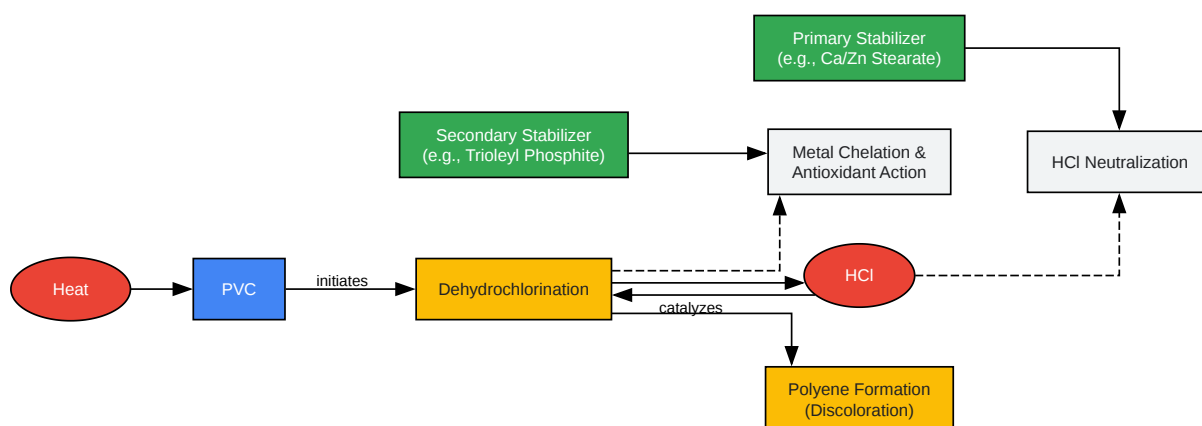 Primary Stabilizer
(e.g., Ca/Zn Stearate)
Secondary Stabilizer
(e.g., Trioleyl Phosphite)
Metal Chelation &
Antioxidant Action
HCl Neutralization
Heat
PVC
initiates
Dehydrochlorination
HCl
catalyzes
Polyene Formation
(Discoloration)